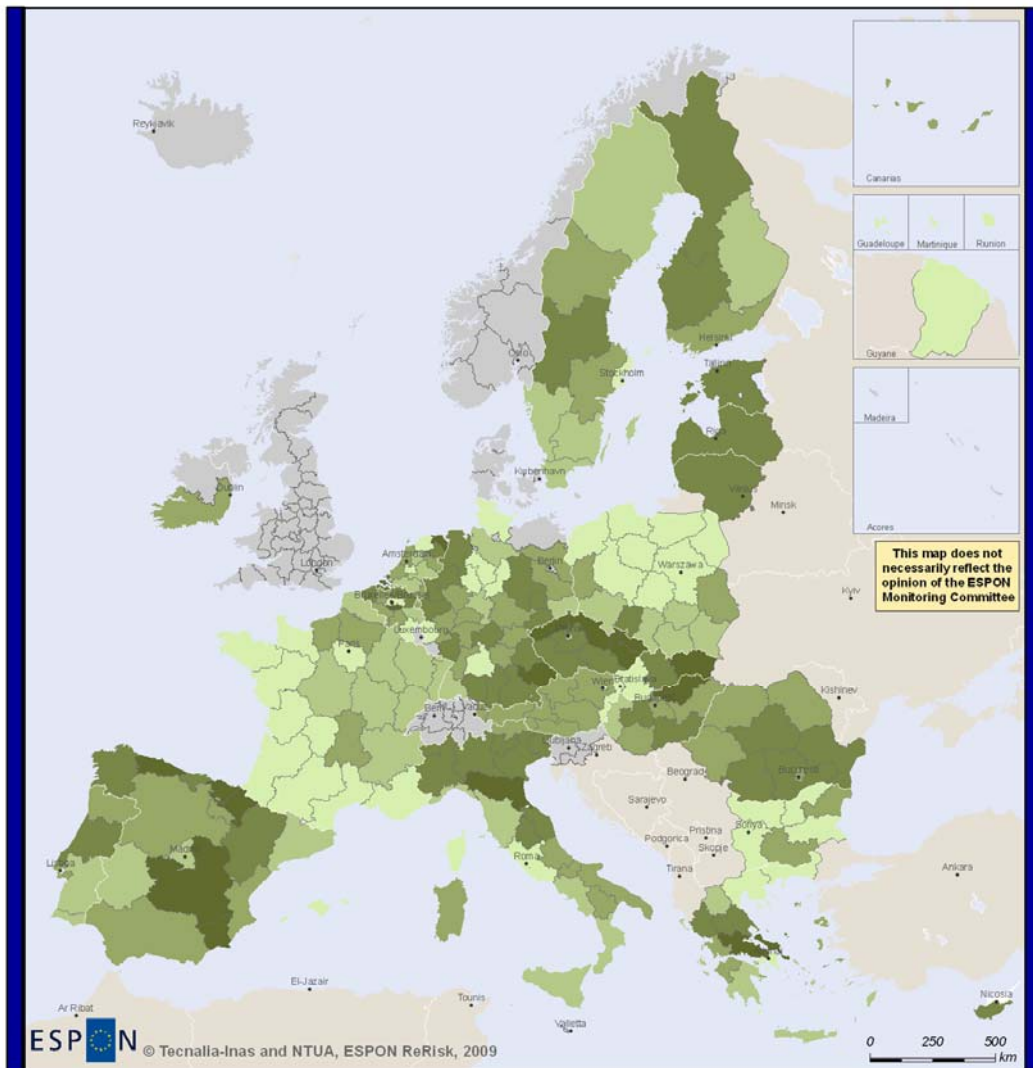 Reykjavik
Canarias
Guadeloupe
Martinique
Riunion
Guyane
Madeira
Acores
This map does not
necessarily reflect the
opinion of the ESPON
Monitoring Committee
Oslo
Helsinki
Tallinn
Stockholm
Riga
København
Vilnius
Minsk
Dublin
London
Amsterdam
Berlin
Warszawa
Kyiv
Luxembourg
Paris
Wien
Bratislava
Kishinev
Bern
Vaduz
Ljubljana
Zagreb
Beograd
Bucuresti
Sarajevo
Pristina
Sofiya
Podgorica
Skopje
Roma
Tirana
Ankara
Madrid
Lisboa
El-Jazair
Tounis
Ar Ribat
Valletta
Nicosia
ESPON © Tecnalia-Inas and NTUA, ESPON ReRisk, 2009
0 250 500
km